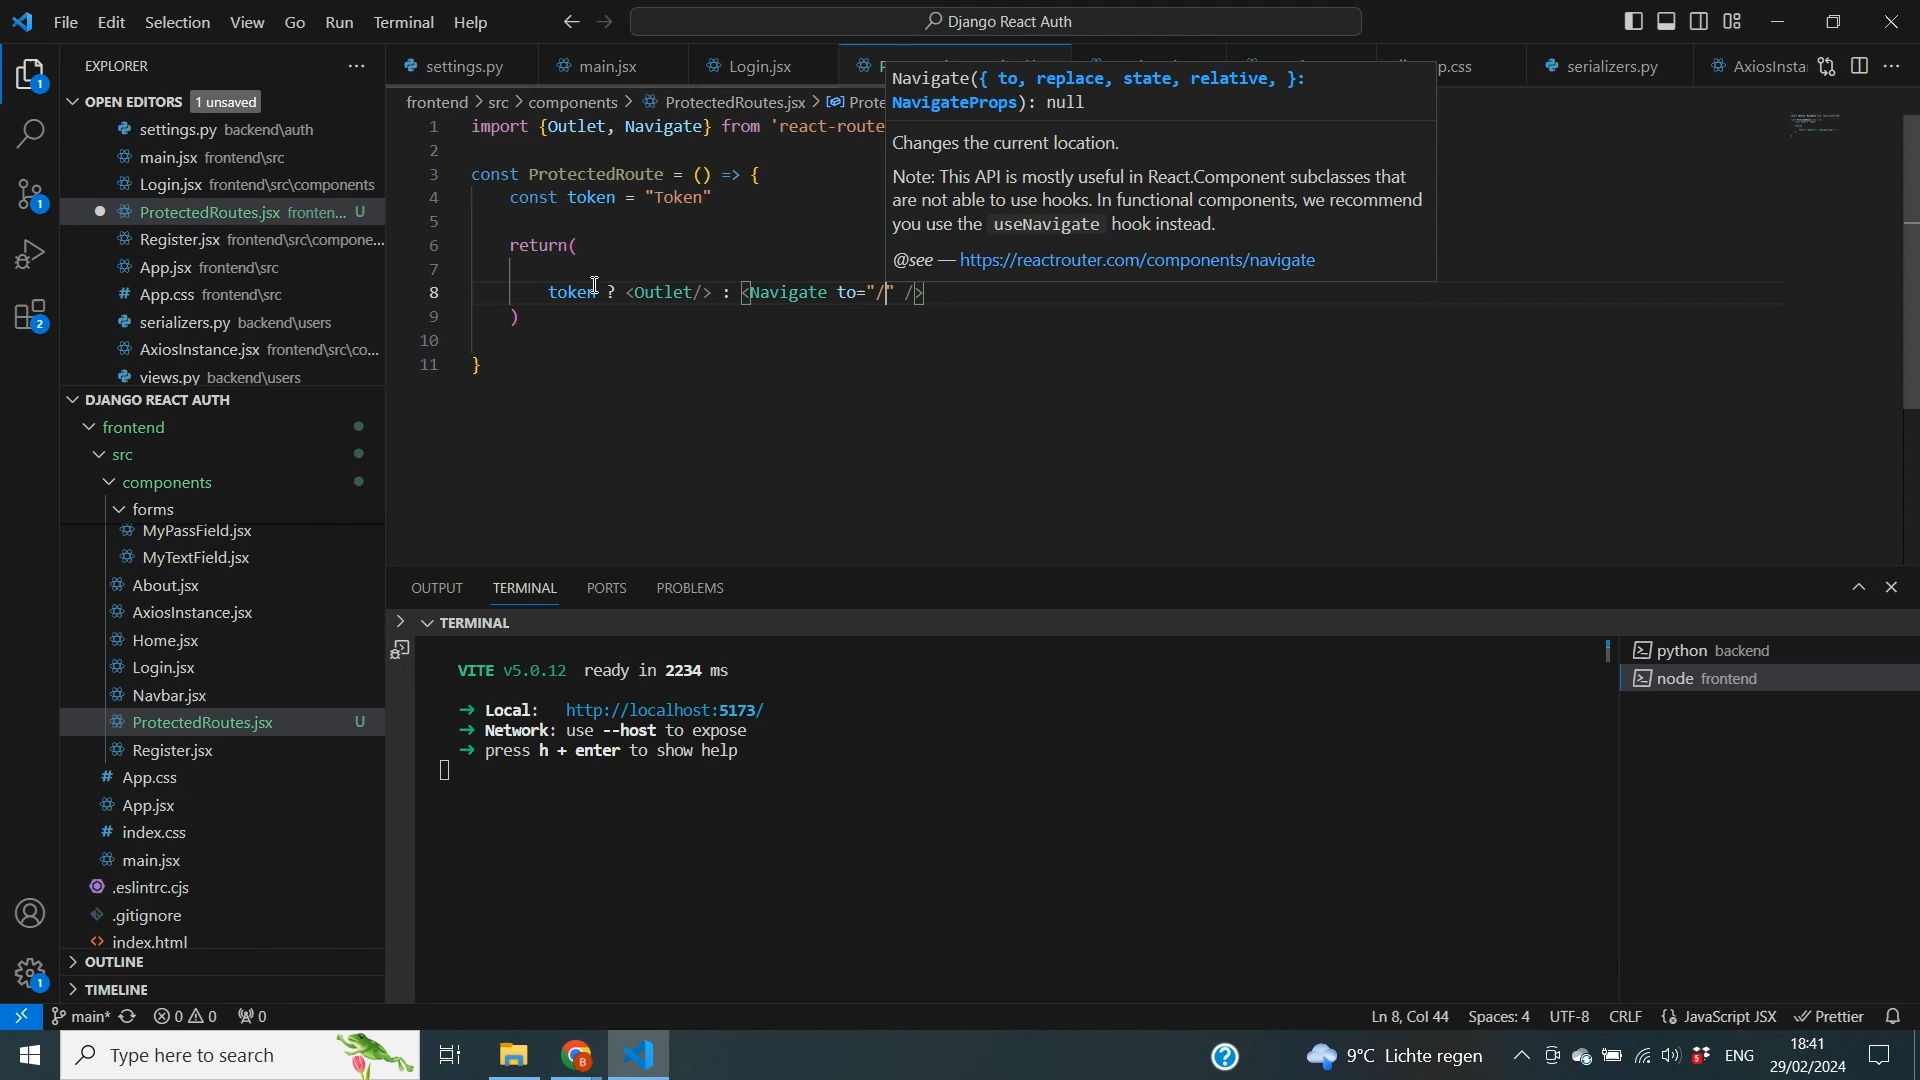 File Edit Selection View Go Run Terminal Help
Django React Auth
EXPLORER
settings.py
main.jsx
Login.jsx
p.css
serializers.py
AxiosInsta
OPEN EDITORS 1 unsaved
settings.py backend\auth
main.jsx frontend\src
Login.jsx frontend\src\components
ProtectedRoutes.jsx fronten... U
Register.jsx frontend\src\compone...
App.jsx frontend\src
App.css frontend\src
serializers.py backend\users
AxiosInstance.jsx frontend\src\co...
views.py backend\users
DJANGO REACT AUTH
frontend
src
components
forms
MyPassField.jsx
MyTextField.jsx
About.jsx
AxiosInstance.jsx
Home.jsx
Login.jsx
Navbar.jsx
ProtectedRoutes.jsx U
Register.jsx
App.css
App.jsx
index.css
main.jsx
.eslintrc.cjs
.gitignore
index.html
OUTLINE
TIMELINE
frontend > src > components > ProtectedRoutes.jsx > Prote
1 import {Outlet, Navigate} from 'react-route
2
3 const ProtectedRoute = () => {
4 const token = "Token"
5
6 return(
7
8 token ? <Outlet/> : <Navigate to="/" />
9 )
10
11 }
Navigate({ to, replace, state, relative, }:
NavigateProps): null
Changes the current location.
Note: This API is mostly useful in React.Component subclasses that
are not able to use hooks. In functional components, we recommend
you use the useNavigate hook instead.
@see — https://reactrouter.com/components/navigate
OUTPUT TERMINAL PORTS PROBLEMS
TERMINAL
VITE v5.0.12 ready in 2234 ms
→ Local: http://localhost:5173/
→ Network: use --host to expose
→ press h + enter to show help
python backend
node frontend
main* 0 0 0
Ln 8, Col 44 Spaces: 4 UTF-8 CRLF JavaScript JSX Prettier
Type here to search
9°C Lichte regen
ENG
18:41
29/02/2024